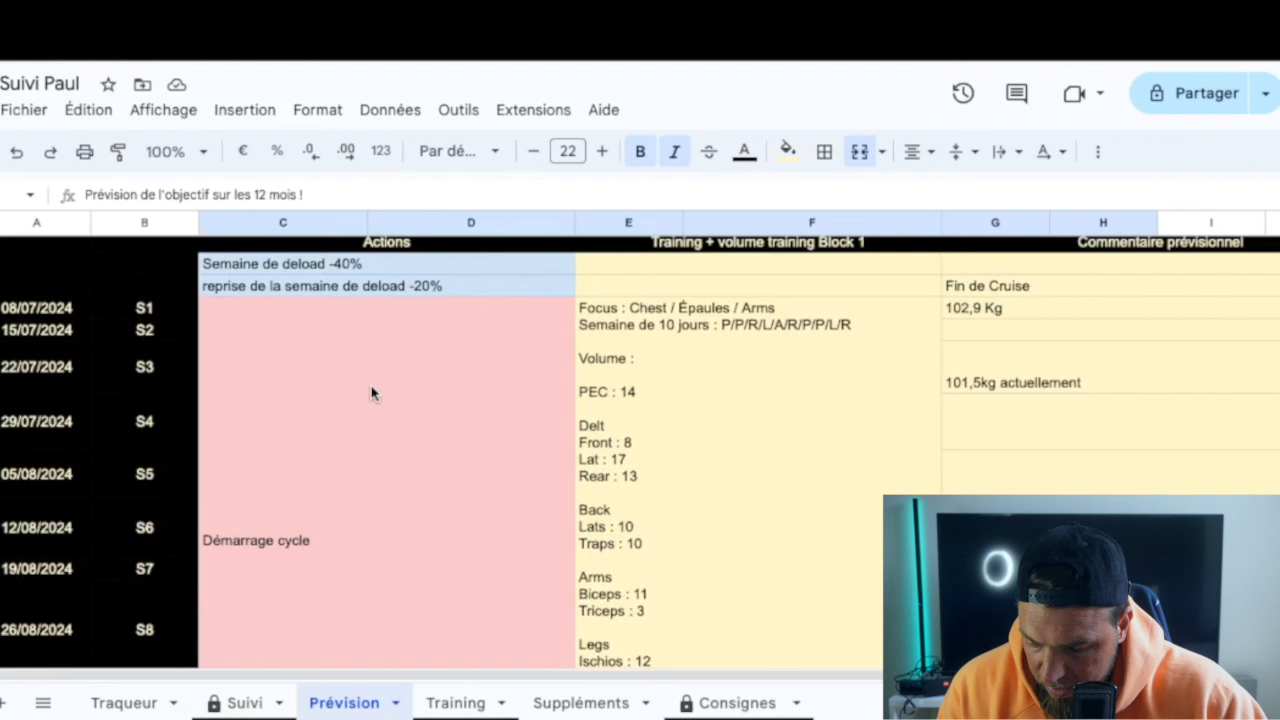 Suivi Paul
Fichier Édition Affichage Insertion Format Données Outils Extensions Aide
Partager
100% € % .0 .00 123 Par dé... 22 B I A
fx Prévision de l'objectif sur les 12 mois !
A B C D E F G H I
Actions Training + volume training Block 1 Commentaire prévisionnel
Semaine de deload -40%
reprise de la semaine de deload -20% Fin de Cruise
08/07/2024 S1 Focus : Chest / Épaules / Arms 102,9 Kg
15/07/2024 S2 Semaine de 10 jours : P/P/R/L/A/R/P/P/L/R
Volume :
22/07/2024 S3
101,5kg actuellement
PEC : 14
29/07/2024 S4 Delt
Front : 8
Lat : 17
05/08/2024 S5 Rear : 13
Back
12/08/2024 S6 Lats : 10
Démarrage cycle Traps : 10
19/08/2024 S7 Arms
Biceps : 11
Triceps : 3
26/08/2024 S8
Legs
Ischios : 12
Traqueur Suivi Prévision Training Suppléments Consignes